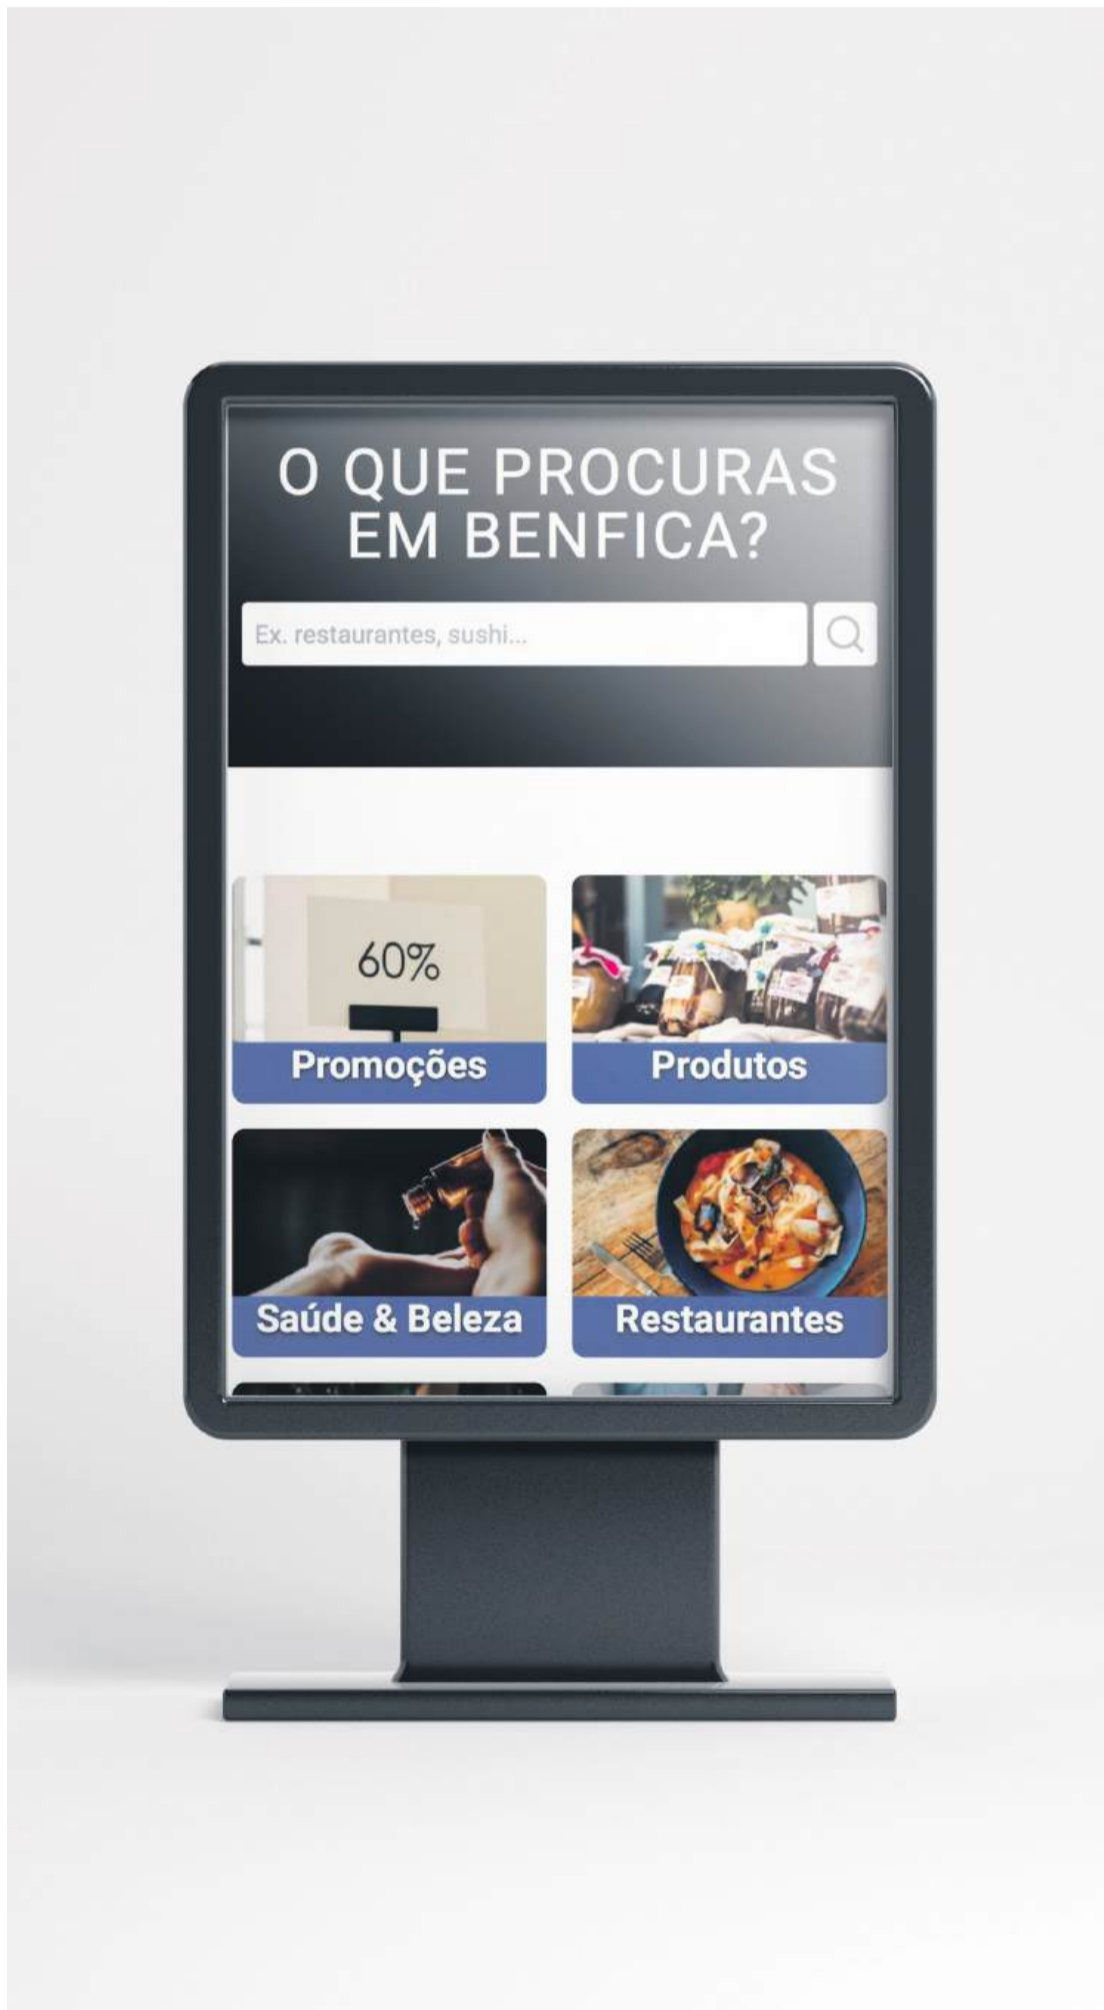 O QUE PROCURAS
EM BENFICA?
Ex. restaurantes, sushi...
60%
Promoções
Produtos
Saúde & Beleza
Restaurantes